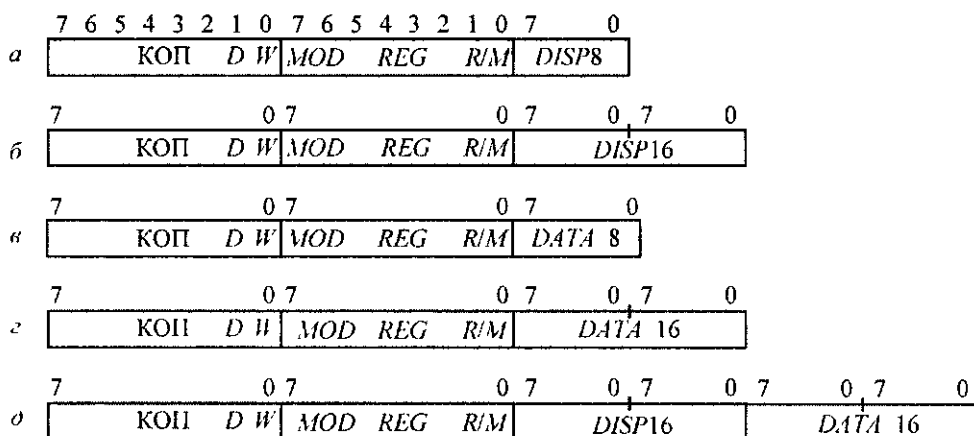 7 6 5 4 3 2 1 0 7 6 5 4 3 2 1 0 7 0
а КОП D W MOD REG R/M DISP8
7 0 7 0 7 0 7 0
б КОП D W MOD REG R/M DISP16
7 0 7 0 7 0
в КОП D W MOD REG R/M DATA 8
7 0 7 0 7 0 7 0
г КОП D W MOD REG R/M DATA 16
7 0 7 0 7 0 7 0 7 0 7 0
д КОП D W MOD REG R/M DISP16 DATA 16